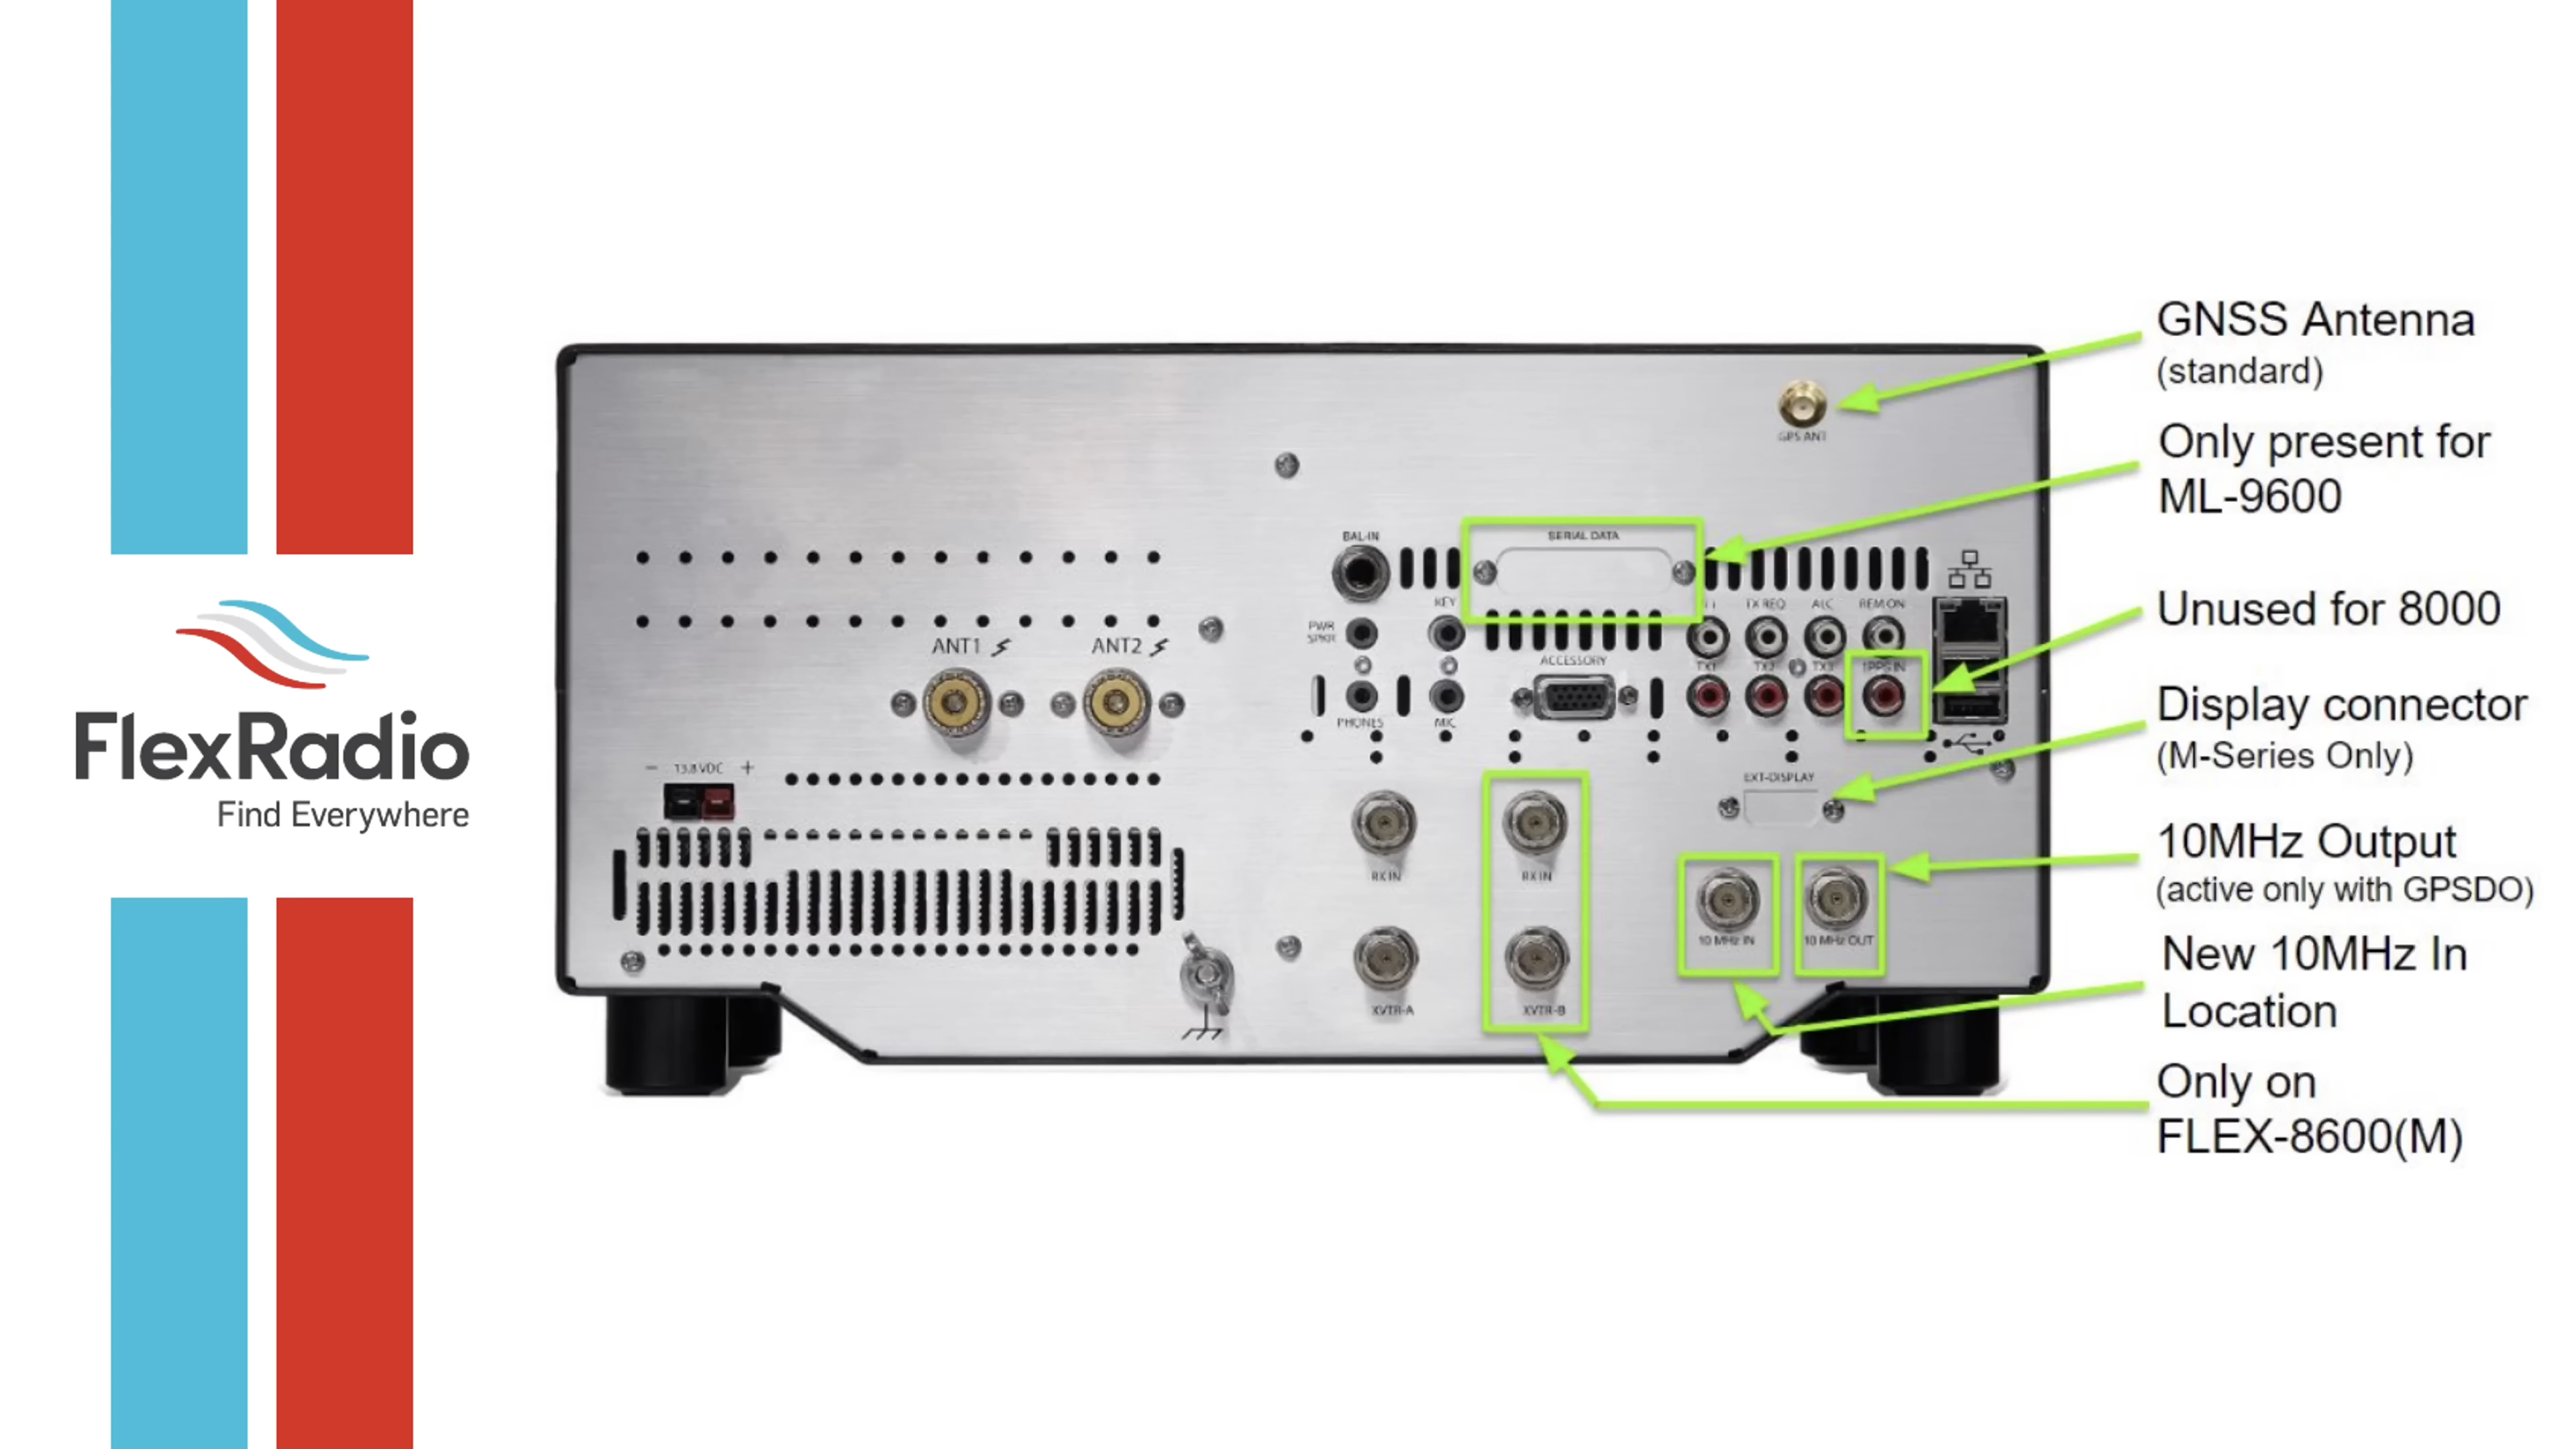 FlexRadio
Find Everywhere
GNSS Antenna
(standard)
Only present for
ML-9600
Unused for 8000
Display connector
(M-Series Only)
10MHz Output
(active only with GPSDO)
New 10MHz In
Location
Only on
FLEX-8600(M)
GPS ANT
BAL-IN
SERIAL DATA
KEY
TX REQ
ALC
REM ON
PWR
SPKR
ANT1
ANT2
ACCESSORY
TX1
TX2
TX3
1PPS IN
PHONES
MIC
− 13.8 VDC +
EXT-DISPLAY
RX IN
RX IN
10 MHz IN
10 MHz OUT
XVTR-A
XVTR-B